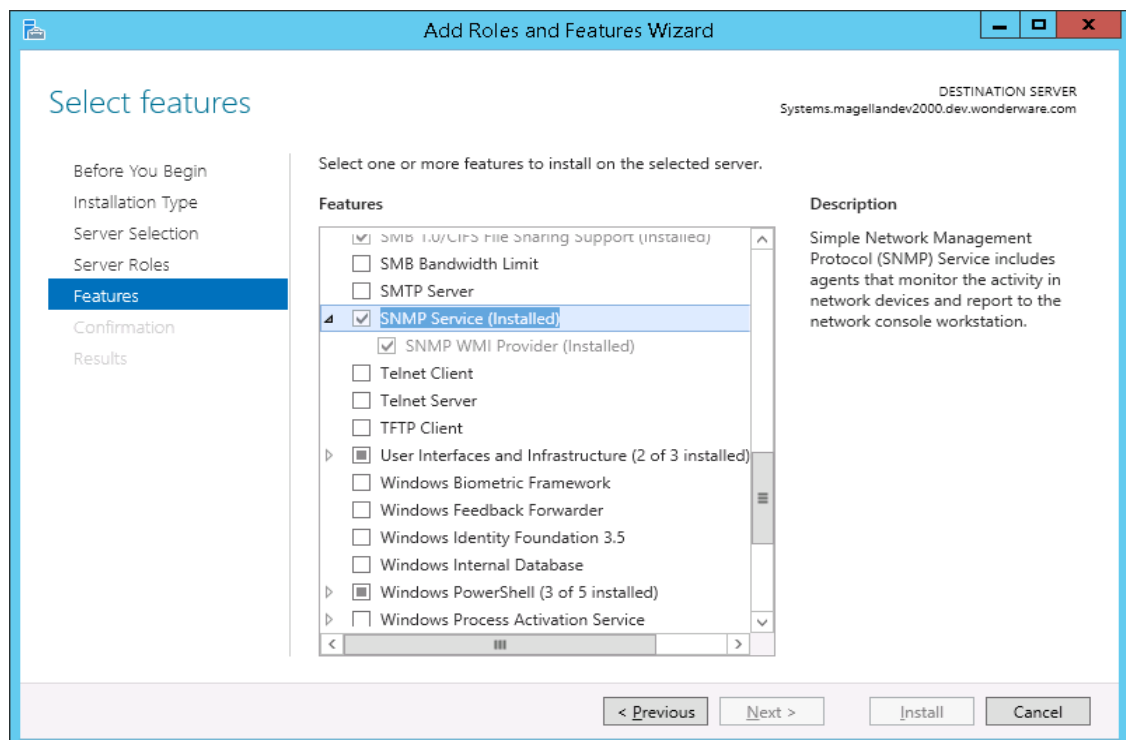 Add Roles and Features Wizard
Select features
DESTINATION SERVER
Systems.magellandev2000.dev.wonderware.com
Before You Begin
Installation Type
Server Selection
Server Roles
Features
Confirmation
Results
Select one or more features to install on the selected server.
Features
SMB 1.0/CIFS File Sharing Support (Installed)
SMB Bandwidth Limit
SMTP Server
SNMP Service (Installed)
SNMP WMI Provider (Installed)
Telnet Client
Telnet Server
TFTP Client
User Interfaces and Infrastructure (2 of 3 installed)
Windows Biometric Framework
Windows Feedback Forwarder
Windows Identity Foundation 3.5
Windows Internal Database
Windows PowerShell (3 of 5 installed)
Windows Process Activation Service
Description
Simple Network Management
Protocol (SNMP) Service includes
agents that monitor the activity in
network devices and report to the
network console workstation.
< Previous
Next >
Install
Cancel